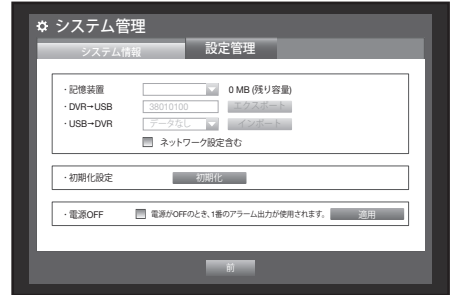 システム管理
システム情報 設定管理
・記憶装置 0 MB (残り容量)
・DVR→USB 38010100 エクスポート
・USB→DVR データなし インポート
ネットワーク設定含む
・初期化設定 初期化
・電源OFF 電源がOFFのとき、1番のアラーム出力が使用されます。 適用
前